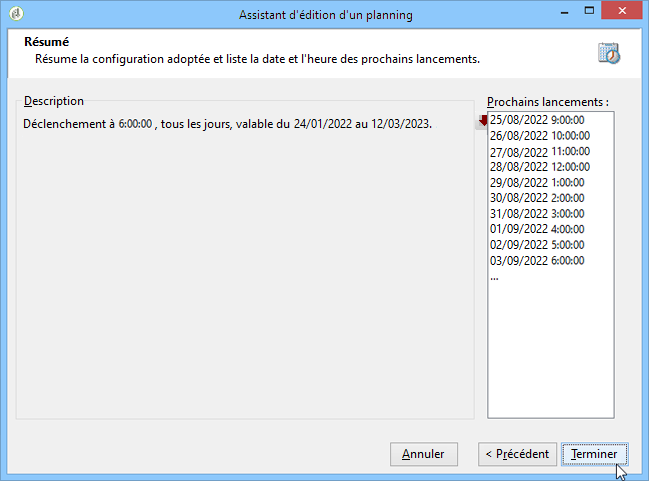 Assistant d'édition d'un planning
Résumé
Résume la configuration adoptée et liste la date et l'heure des prochains lancements.
Description
Déclenchement à 6:00:00 , tous les jours, valable du 24/01/2022 au 12/03/2023.
Prochains lancements :
25/08/2022 9:00:00
26/08/2022 10:00:00
27/08/2022 11:00:00
28/08/2022 12:00:00
29/08/2022 1:00:00
30/08/2022 2:00:00
31/08/2022 3:00:00
01/09/2022 4:00:00
02/09/2022 5:00:00
03/09/2022 6:00:00
...
Annuler
< Précédent
Terminer